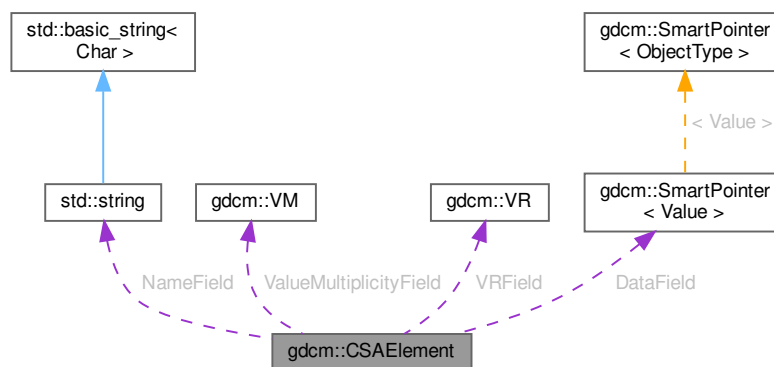 std::basic_string<
Char >
gdcm::SmartPointer
< ObjectType >
< Value >
std::string
gdcm::VM
gdcm::VR
gdcm::SmartPointer
< Value >
NameField
ValueMultiplicityField
VRField
DataField
gdcm::CSAElement